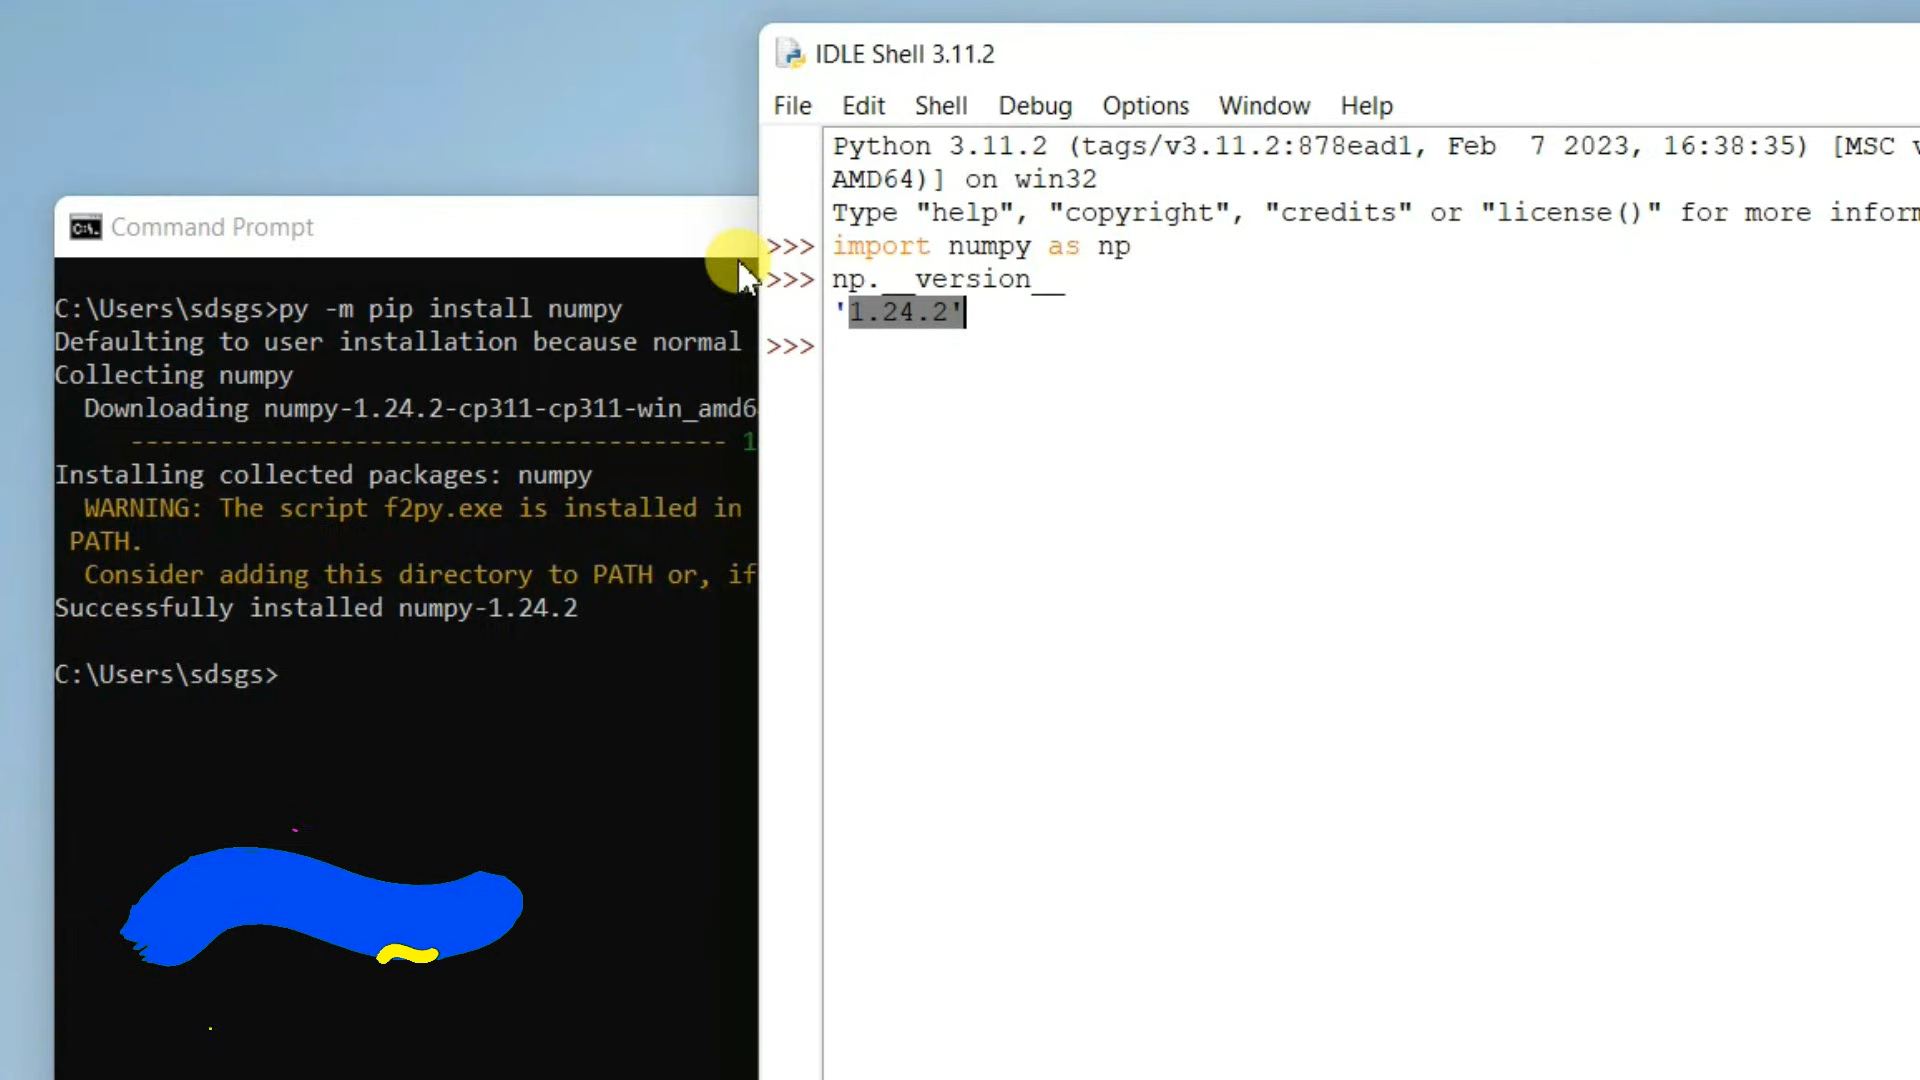 Command Prompt
C:\Users\sdsgs>py -m pip install numpy
Defaulting to user installation because normal
Collecting numpy
Downloading numpy-1.24.2-cp311-cp311-win_amd6
1
Installing collected packages: numpy
WARNING: The script f2py.exe is installed in
PATH.
Consider adding this directory to PATH or, if
Successfully installed numpy-1.24.2
C:\Users\sdsgs>
IDLE Shell 3.11.2
File Edit Shell Debug Options Window Help
Python 3.11.2 (tags/v3.11.2:878ead1, Feb  7 2023, 16:38:35) [MSC v
AMD64)] on win32
Type "help", "copyright", "credits" or "license()" for more inform
>>> import numpy as np
>>> np.__version__
'1.24.2'
>>>